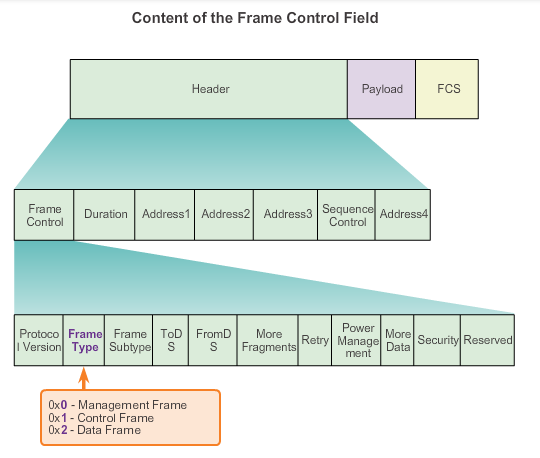 Content of the Frame Control Field
Header
Payload
FCS
Frame
Control
Duration
Address1
Address2
Address3
Sequence
Control
Address4
Protoco
l Version
Frame
Type
Frame
Subtype
ToD
S
FromD
S
More
Fragments
Retry
Power
Manage
ment
More
Data
Security
Reserved
0x0 - Management Frame
0x1 - Control Frame
0x2 - Data Frame